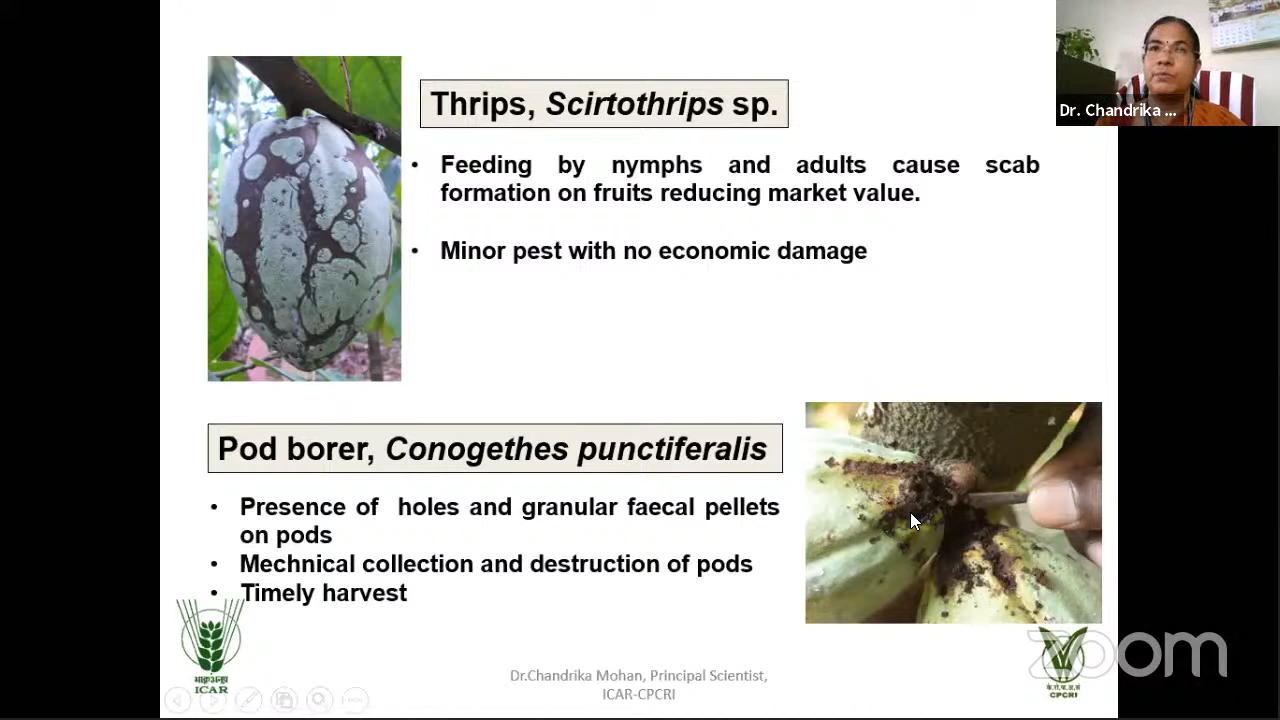 Dr. Chandrika ...
Thrips, Scirtothrips sp.
• Feeding by nymphs and adults cause scab
formation on fruits reducing market value.
• Minor pest with no economic damage
Pod borer, Conogethes punctiferalis
• Presence of holes and granular faecal pellets
on pods
• Mechnical collection and destruction of pods
• Timely harvest
ICAR
Dr.Chandrika Mohan, Principal Scientist,
ICAR-CPCRI
CPCRI
zoom